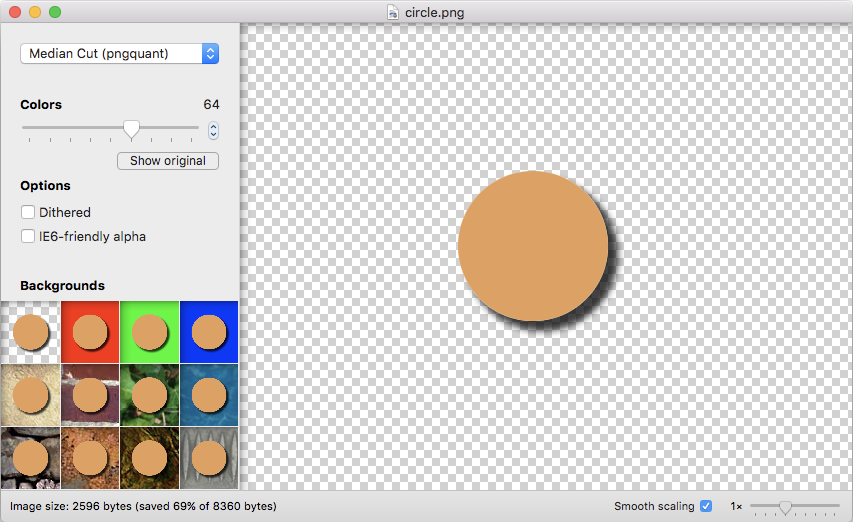 circle.png
Median Cut (pngquant)
Colors 64
Show original
Options
Dithered
IE6-friendly alpha
Backgrounds
Image size: 2596 bytes (saved 69% of 8360 bytes)
Smooth scaling 1×